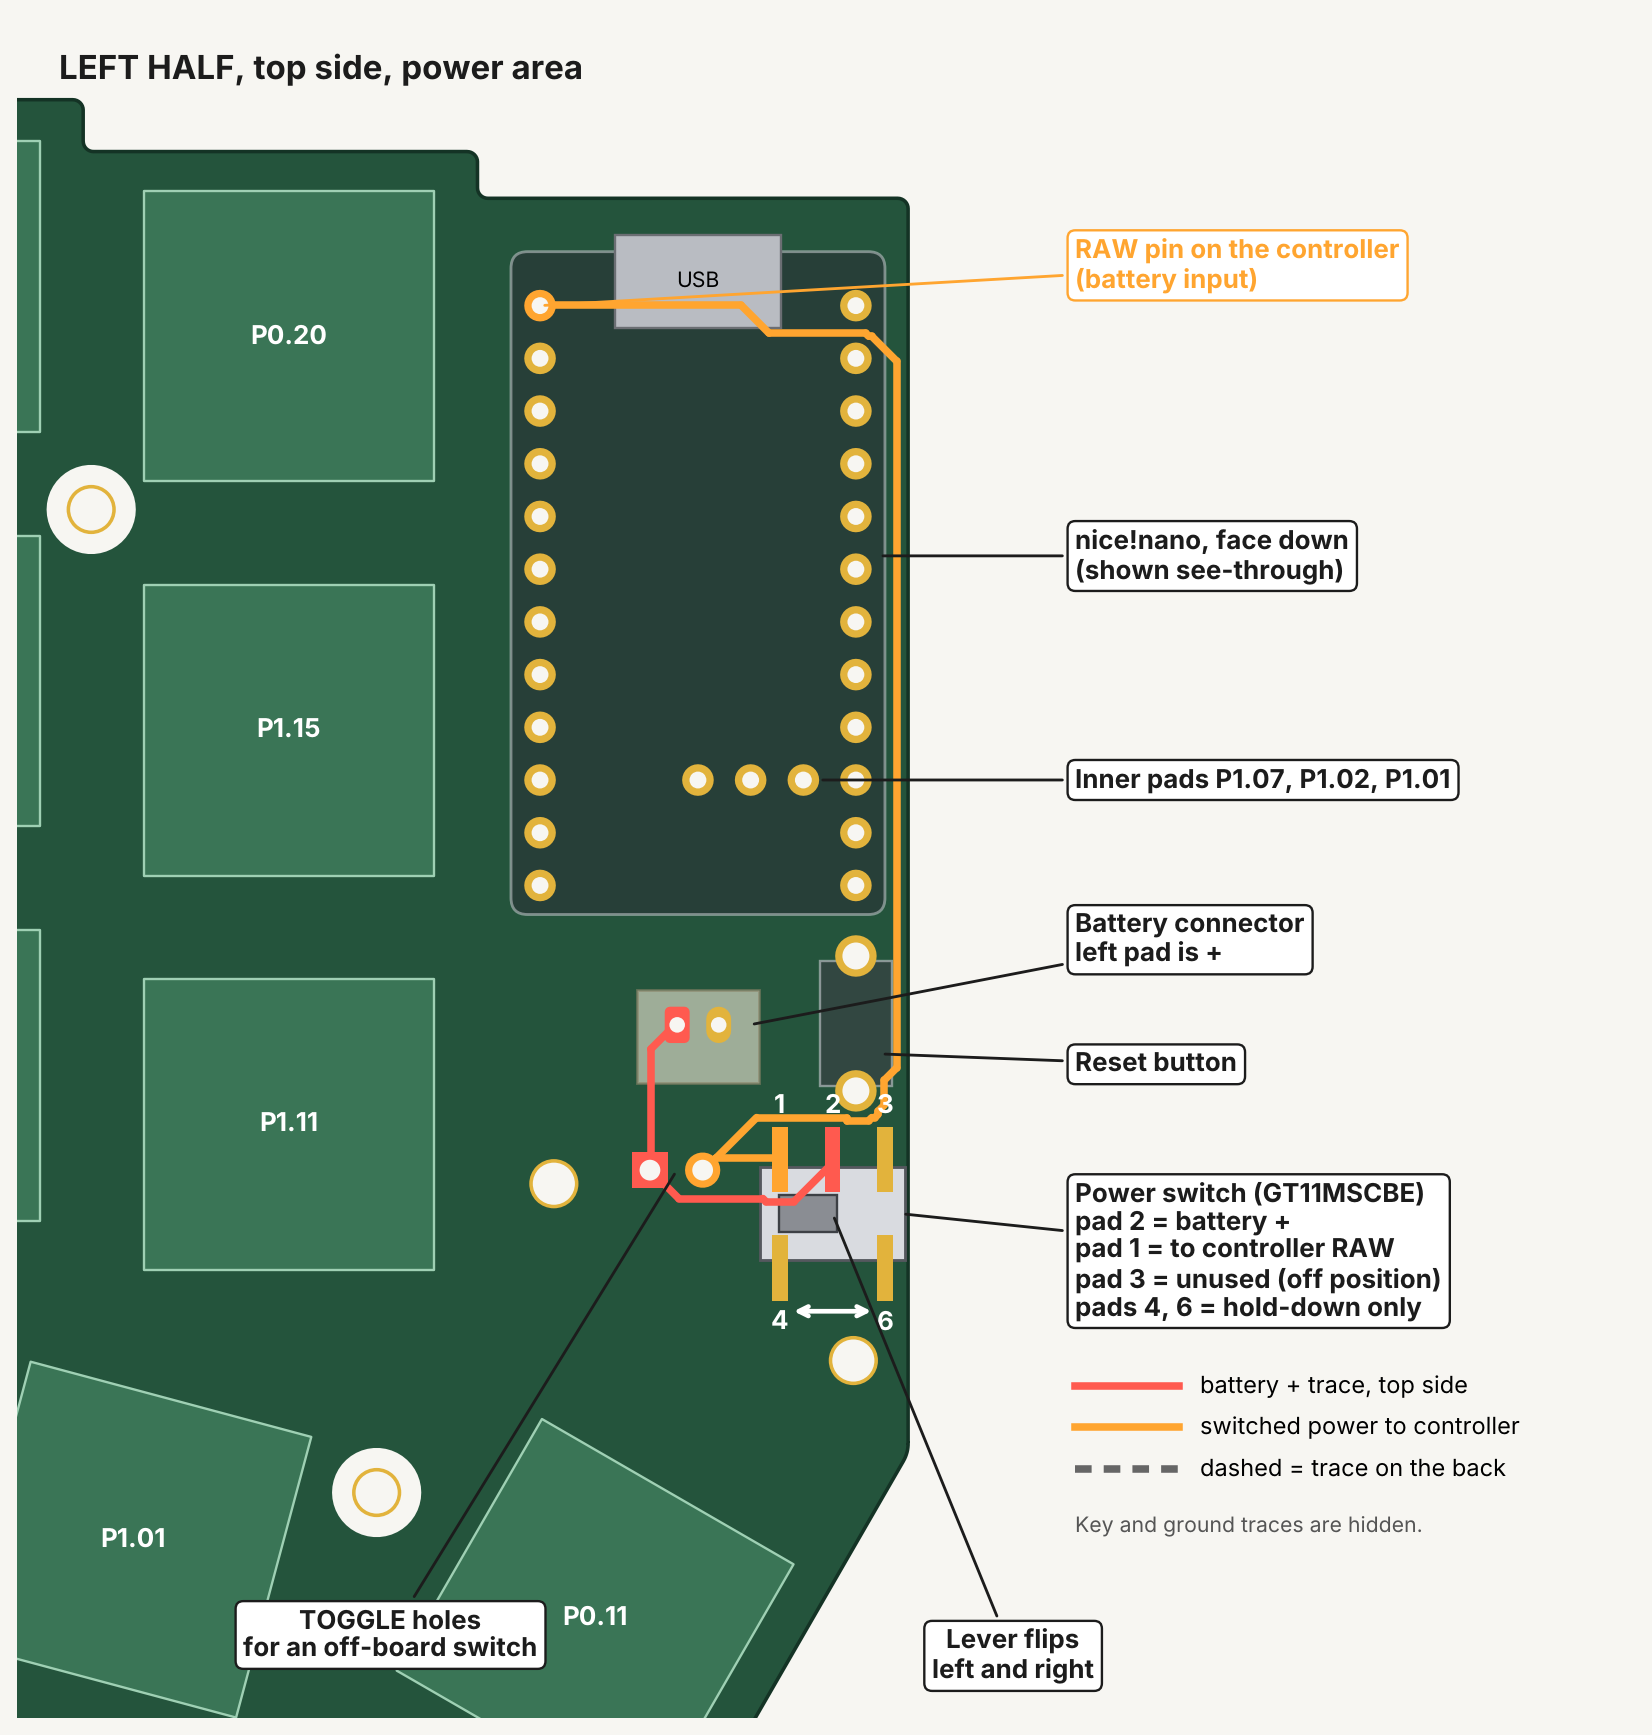 LEFT HALF, top side, power area
USB
RAW pin on the controller
(battery input)
P0.20
nice!nano, face down
(shown see-through)
P1.15
Inner pads P1.07, P1.02, P1.01
Battery connector
left pad is +
Reset button
P1.11
1 2 3
Power switch (GT11MSCBE)
pad 2 = battery +
pad 1 = to controller RAW
pad 3 = unused (off position)
pads 4, 6 = hold-down only
4 6
battery + trace, top side
switched power to controller
dashed = trace on the back
Key and ground traces are hidden.
P1.01
P0.11
TOGGLE holes
for an off-board switch
Lever flips
left and right